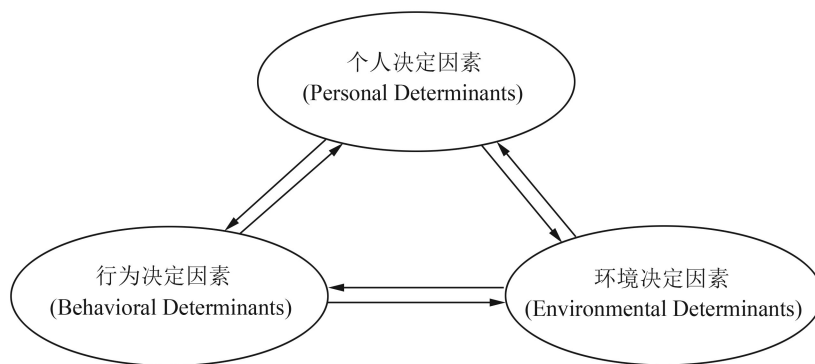 个人决定因素
(Personal Determinants)
行为决定因素
(Behavioral Determinants)
环境决定因素
(Environmental Determinants)